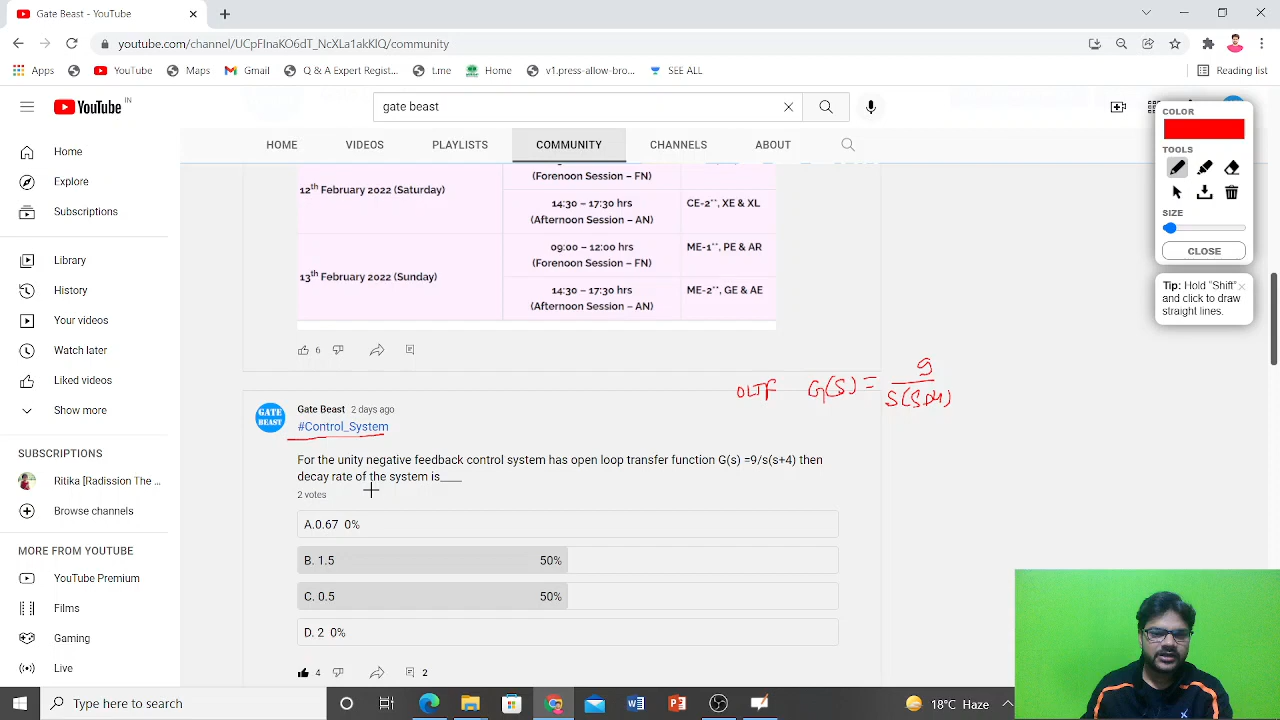 Gate Beast - YouTube
youtube.com/channel/UCpFInaKO6dT_NcXLa1akKIQ/community
Apps YouTube Maps Gmail Q & A Expert Regist... t.me Home v1.press-allow-bro... SEE ALL Reading list
YouTube IN
gate beast
HOME VIDEOS PLAYLISTS COMMUNITY CHANNELS ABOUT
Home
Explore
Subscriptions
Library
History
Your videos
Watch later
Liked videos
Show more
SUBSCRIPTIONS
Ritika [Radission The ...
Browse channels
MORE FROM YOUTUBE
YouTube Premium
Films
Gaming
Live
12th February 2022 (Saturday)
(Forenoon Session – FN)
14:30 – 17:30 hrs
(Afternoon Session – AN)
CE-2**, XE & XL
13th February 2022 (Sunday)
09:00 – 12:00 hrs
(Forenoon Session – FN)
ME-1**, PE & AR
14:30 – 17:30 hrs
(Afternoon Session – AN)
ME-2**, GE & AE
6
OLTF G(S) = 9
S(S+4)
GATE BEAST
Gate Beast 2 days ago
#Control_System
For the unity negative feedback control system has open loop transfer function G(s) =9/s(s+4) then
decay rate of the system is___
2 votes
A.0.67 0%
B. 1.5 50%
C. 0.5 50%
D. 2 0%
4 2
COLOR
TOOLS
SIZE
CLOSE
Tip: Hold "Shift"
and click to draw
straight lines.
Type here to search
18°C Haze